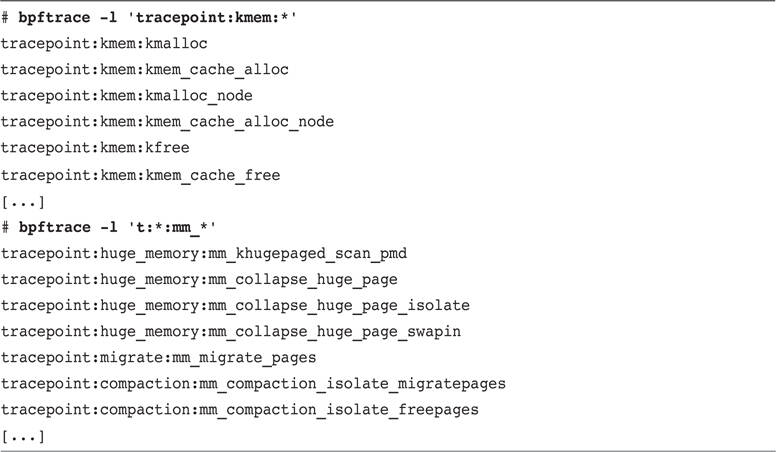 # bpftrace -l 'tracepoint:kmem:*'
tracepoint:kmem:kmalloc
tracepoint:kmem:kmem_cache_alloc
tracepoint:kmem:kmalloc_node
tracepoint:kmem:kmem_cache_alloc_node
tracepoint:kmem:kfree
tracepoint:kmem:kmem_cache_free
[...]
# bpftrace -l 't:*:mm_*'
tracepoint:huge_memory:mm_khugepaged_scan_pmd
tracepoint:huge_memory:mm_collapse_huge_page
tracepoint:huge_memory:mm_collapse_huge_page_isolate
tracepoint:huge_memory:mm_collapse_huge_page_swapin
tracepoint:migrate:mm_migrate_pages
tracepoint:compaction:mm_compaction_isolate_migratepages
tracepoint:compaction:mm_compaction_isolate_freepages
[...]